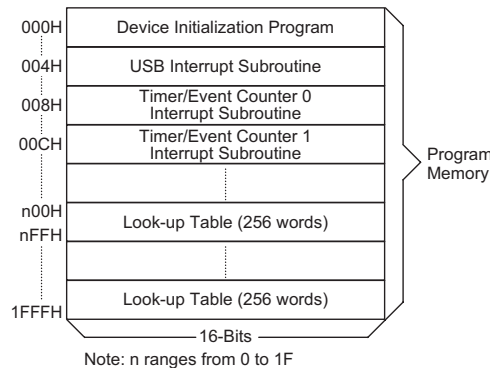 000H
Device Initialization Program
004H
USB Interrupt Subroutine
008H
Timer/Event Counter 0
Interrupt Subroutine
00CH
Timer/Event Counter 1
Interrupt Subroutine
Program
Memory
n00H
Look-up Table (256 words)
nFFH
Look-up Table (256 words)
1FFFH
16-Bits
Note: n ranges from 0 to 1F